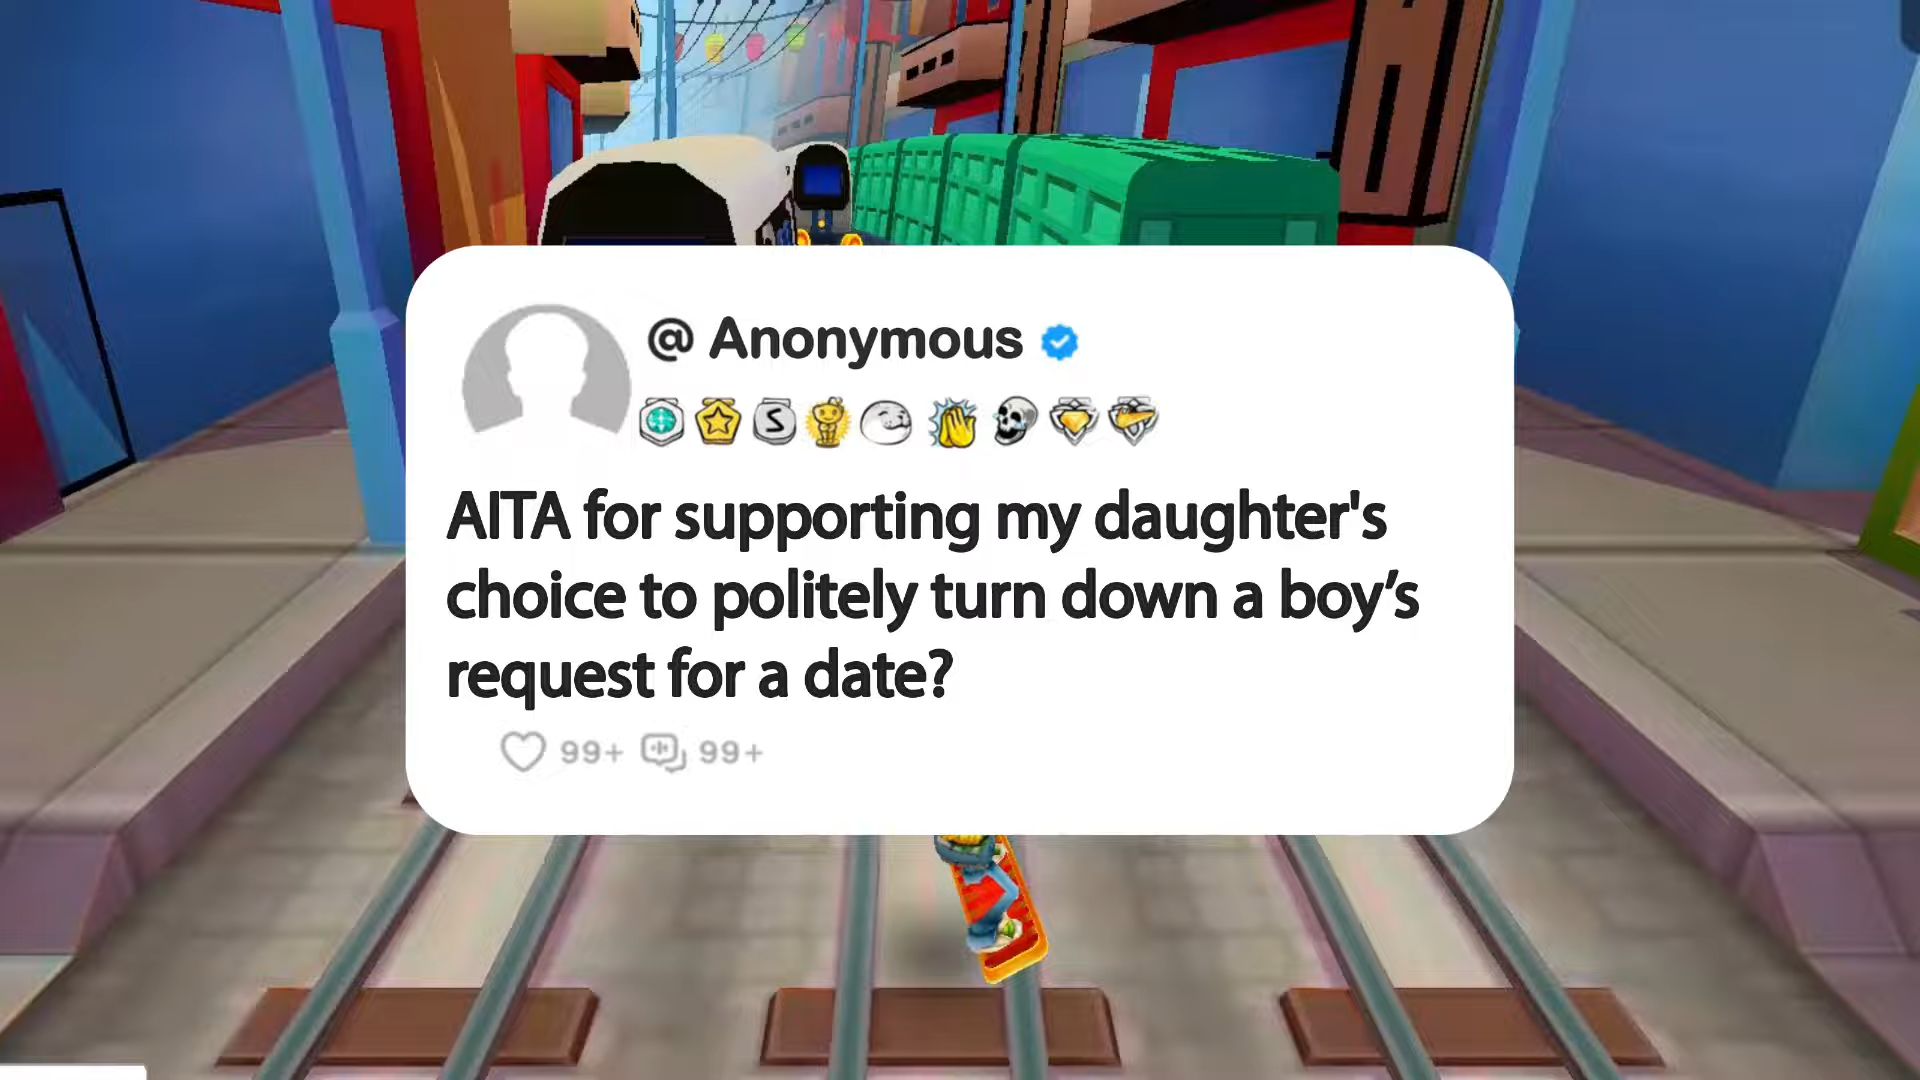 @ Anonymous
AITA for supporting my daughter's
choice to politely turn down a boy’s
request for a date?
99+ 99+